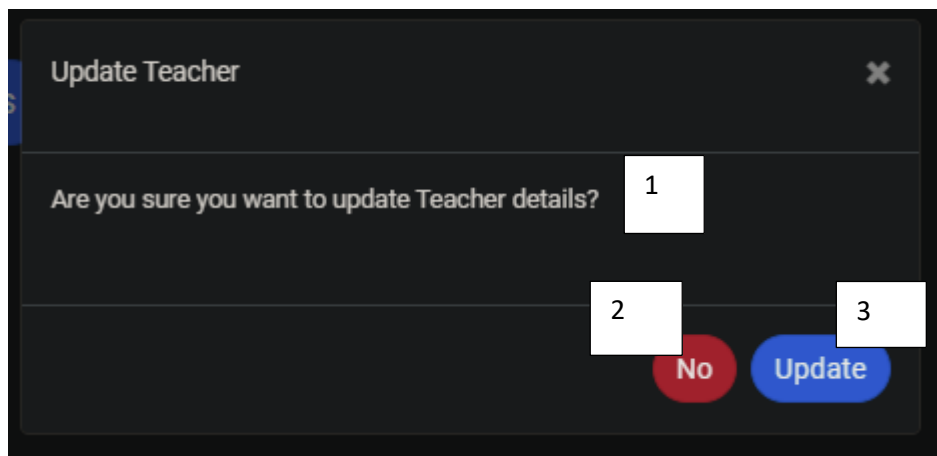 Update Teacher
S
Are you sure you want to update Teacher details?
1
2
3
No
Update